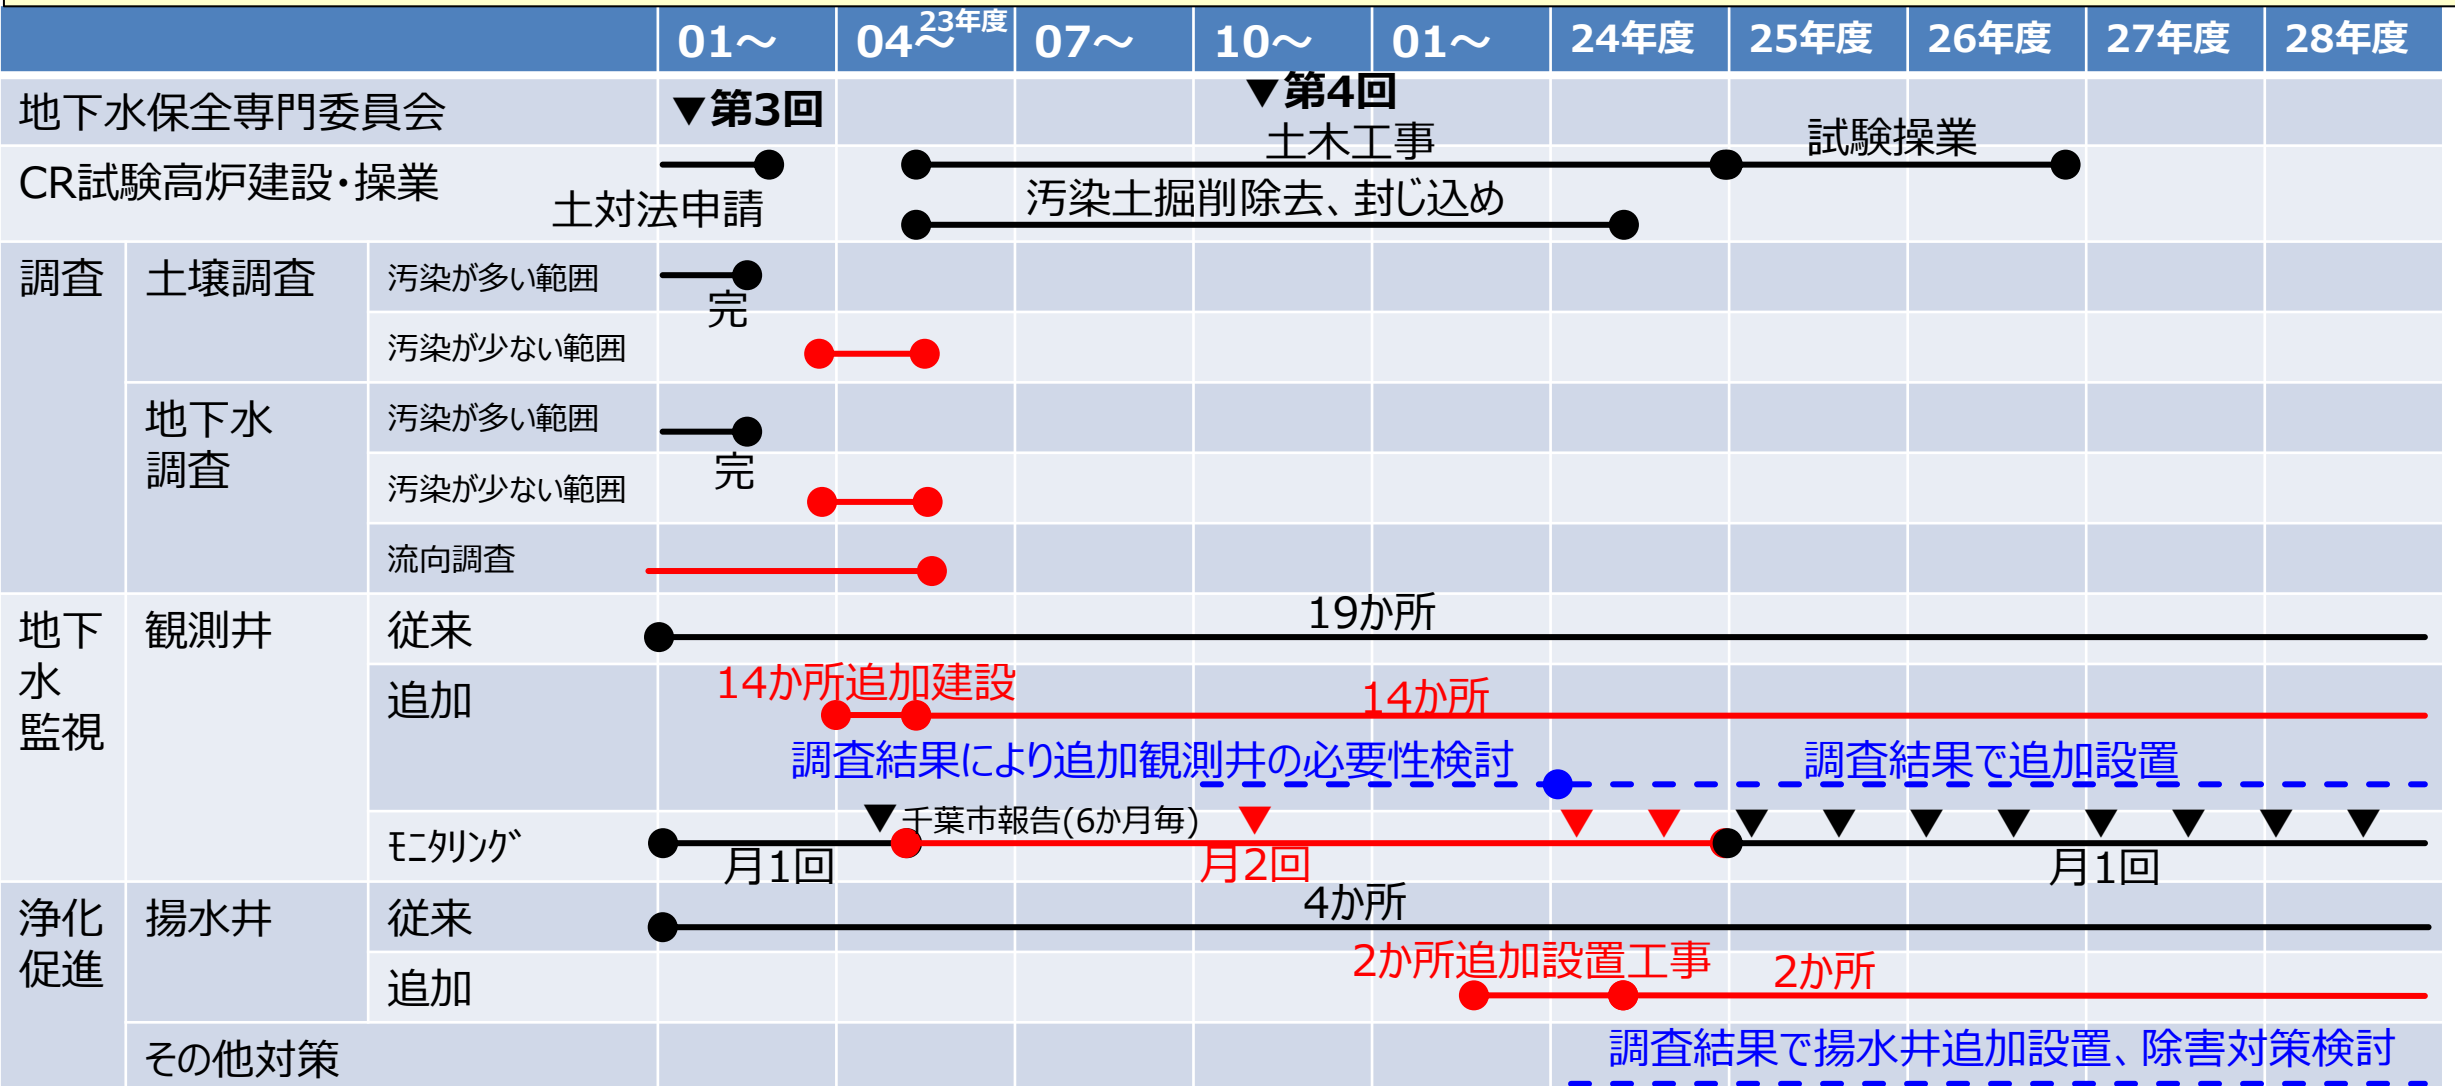 01～
04～
23年度
07～
10～
01～
24年度
25年度
26年度
27年度
28年度
地下水保全専門委員会
▼第3回
▼第4回
CR試験高炉建設・操業
土対法申請
土木工事
試験操業
汚染土掘削除去、封じ込め
調査
土壌調査
汚染が多い範囲
完
汚染が少ない範囲
地下水
調査
汚染が多い範囲
完
汚染が少ない範囲
流向調査
地下
水
監視
観測井
従来
19か所
追加
14か所追加建設
14か所
調査結果により追加観測井の必要性検討
調査結果で追加設置
ﾓﾆﾀﾘﾝｸﾞ
千葉市報告(6か月毎)
月1回
月2回
月1回
浄化
促進
揚水井
従来
4か所
追加
2か所追加設置工事
2か所
その他対策
調査結果で揚水井追加設置、除害対策検討